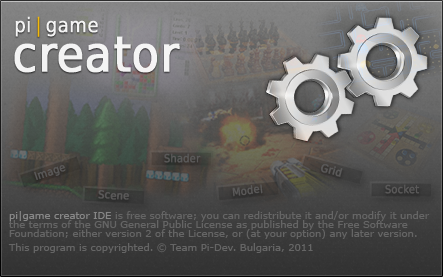 pi|game
creator
Image
Scene
Shader
Model
Grid
Socket
pi|game creator IDE is free software; you can redistribute it and/or modify it under
the terms of the GNU General Public License as published by the Free Software
Foundation; either version 2 of the License, or (at your option) any later version.
This program is copyrighted. © Team Pi-Dev. Bulgaria, 2011